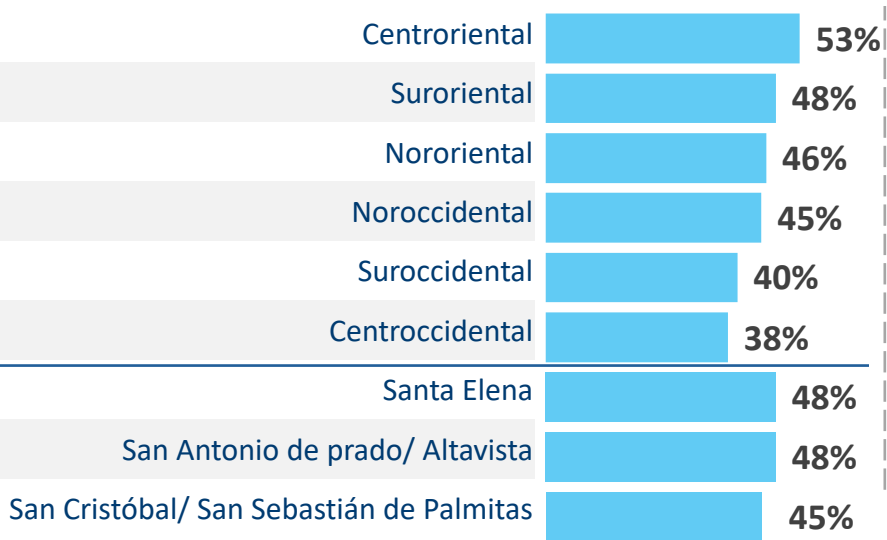 Centroriental 53%
Suroriental 48%
Nororiental 46%
Noroccidental 45%
Suroccidental 40%
Centroccidental 38%
Santa Elena 48%
San Antonio de prado/ Altavista 48%
San Cristóbal/ San Sebastián de Palmitas 45%